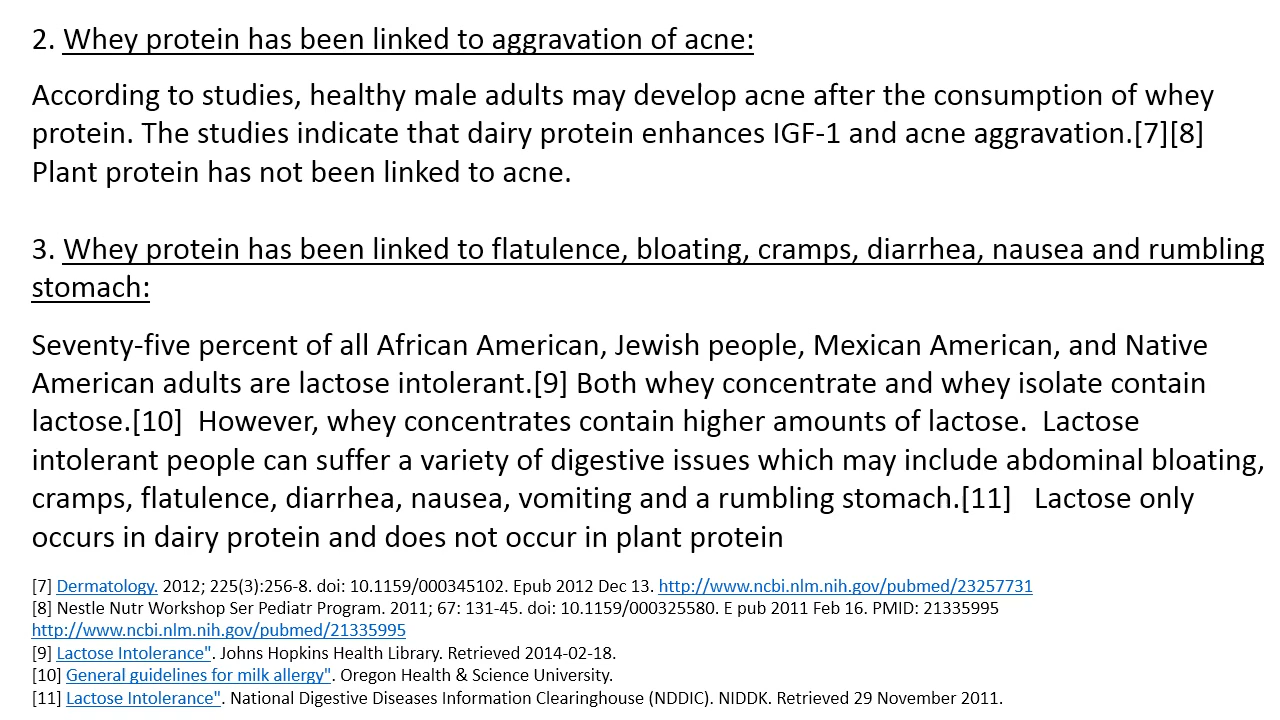 2. Whey protein has been linked to aggravation of acne:
According to studies, healthy male adults may develop acne after the consumption of whey
protein. The studies indicate that dairy protein enhances IGF-1 and acne aggravation.[7][8]
Plant protein has not been linked to acne.
3. Whey protein has been linked to flatulence, bloating, cramps, diarrhea, nausea and rumbling
stomach:
Seventy-five percent of all African American, Jewish people, Mexican American, and Native
American adults are lactose intolerant.[9] Both whey concentrate and whey isolate contain
lactose.[10]  However, whey concentrates contain higher amounts of lactose.  Lactose
intolerant people can suffer a variety of digestive issues which may include abdominal bloating,
cramps, flatulence, diarrhea, nausea, vomiting and a rumbling stomach.[11]   Lactose only
occurs in dairy protein and does not occur in plant protein
[7] Dermatology. 2012; 225(3):256-8. doi: 10.1159/000345102. Epub 2012 Dec 13. http://www.ncbi.nlm.nih.gov/pubmed/23257731
[8] Nestle Nutr Workshop Ser Pediatr Program. 2011; 67: 131-45. doi: 10.1159/000325580. E pub 2011 Feb 16. PMID: 21335995
http://www.ncbi.nlm.nih.gov/pubmed/21335995
[9] Lactose Intolerance". Johns Hopkins Health Library. Retrieved 2014-02-18.
[10] General guidelines for milk allergy". Oregon Health & Science University.
[11] Lactose Intolerance". National Digestive Diseases Information Clearinghouse (NDDIC). NIDDK. Retrieved 29 November 2011.